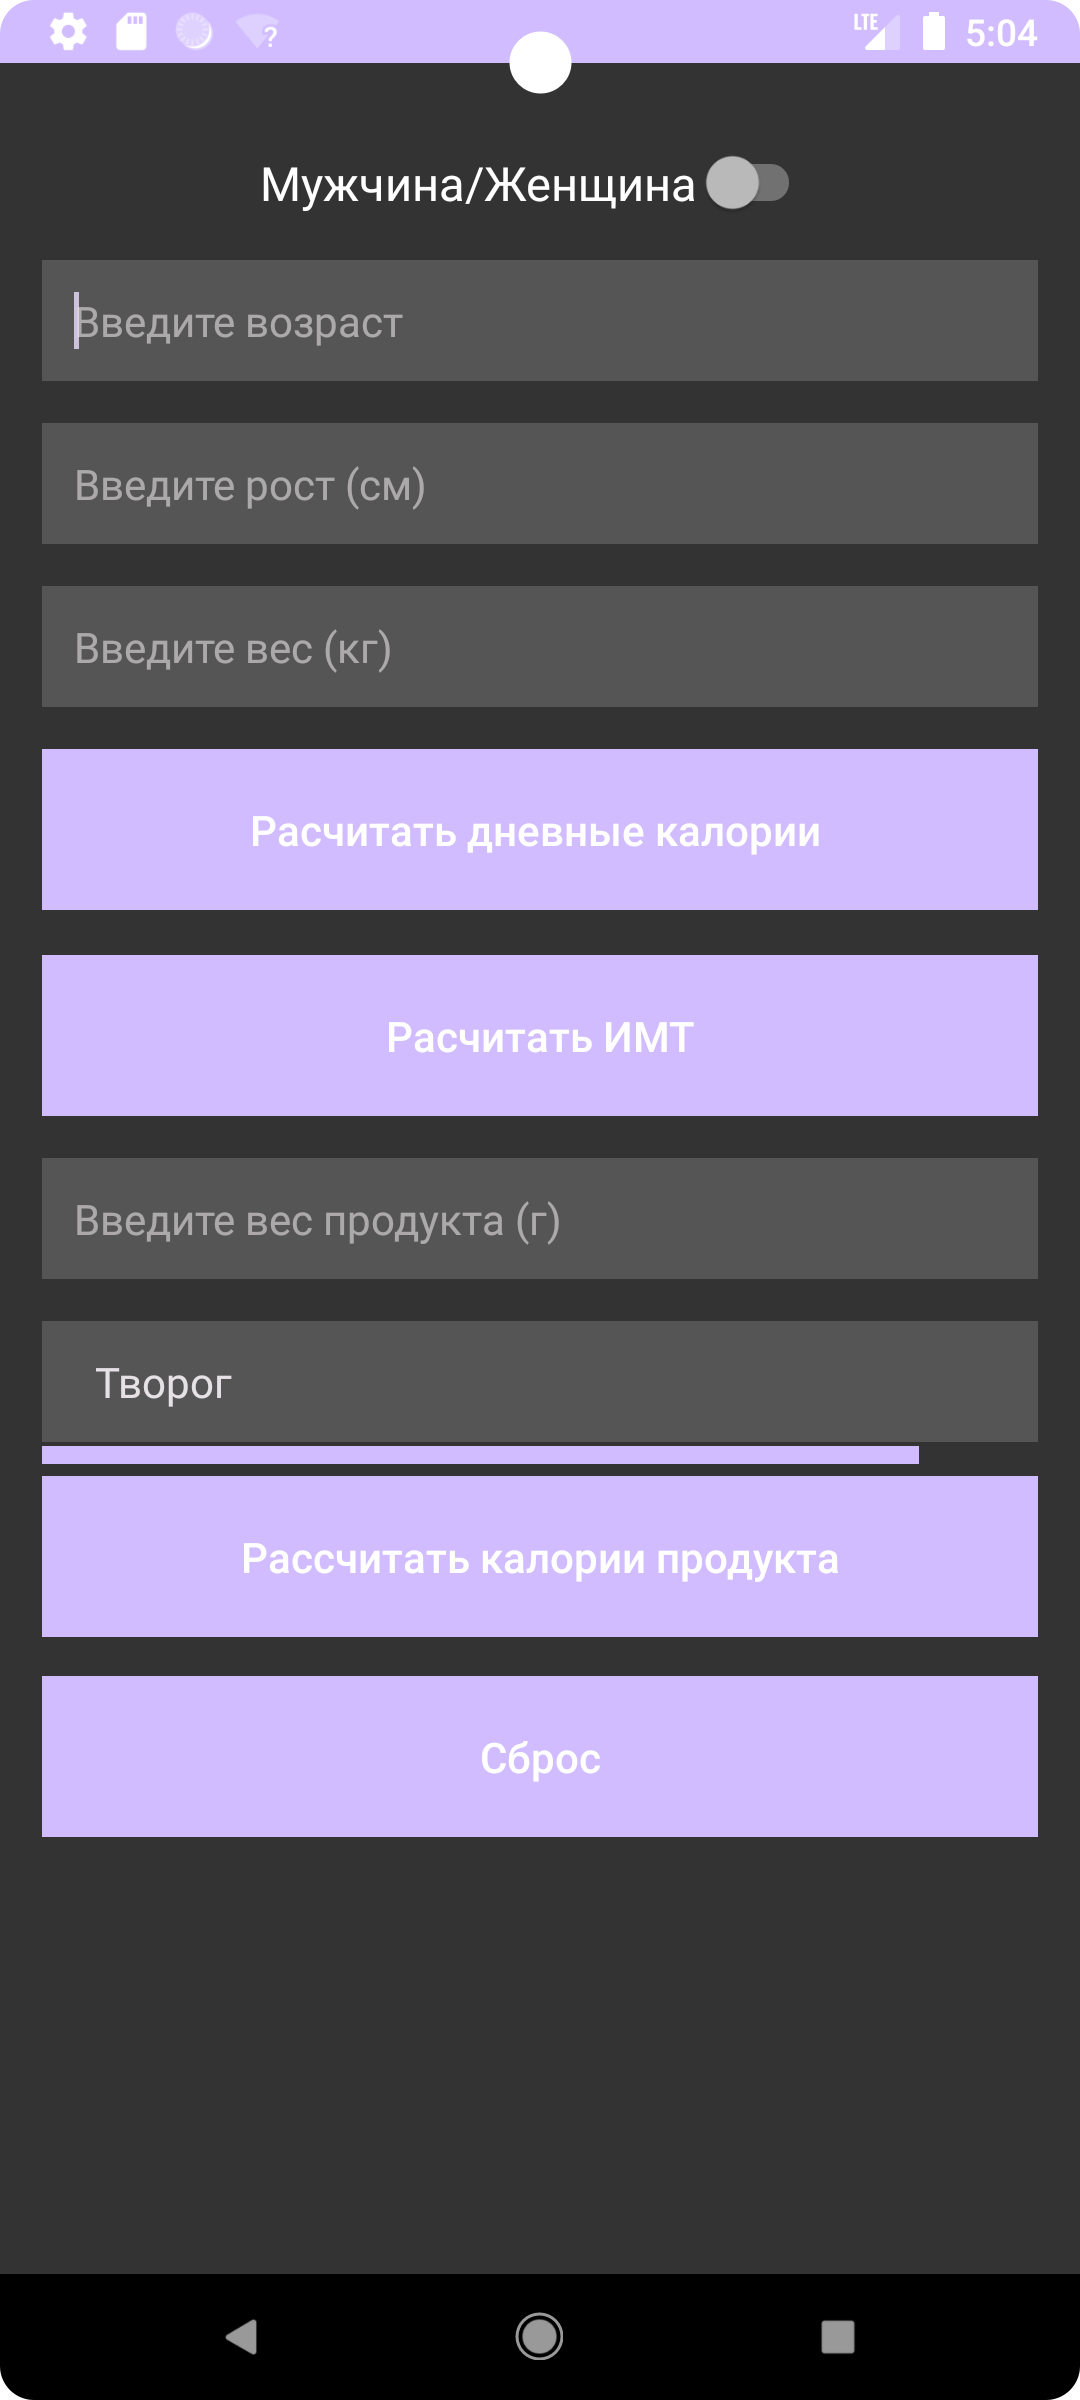 LTE 5:04
Мужчина/Женщина
Введите возраст
Введите рост (см)
Введите вес (кг)
Расчитать дневные калории
Расчитать ИМТ
Введите вес продукта (г)
Творог
Рассчитать калории продукта
Сброс